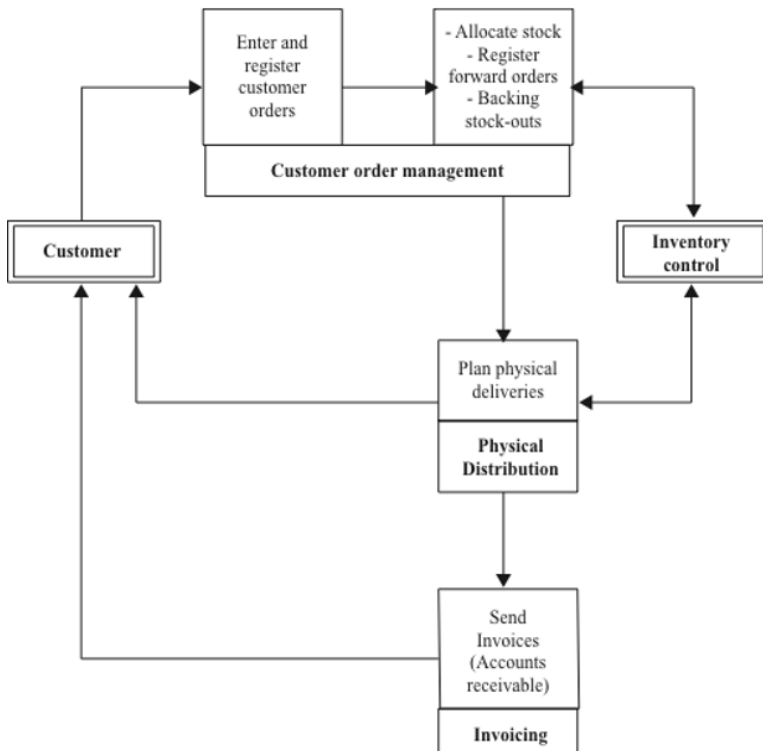 Enter and
register
customer
orders
- Allocate stock
- Register
forward orders
- Backing
stock-outs
Customer order management
Customer
Inventory
control
Plan physical
deliveries
Physical
Distribution
Send
Invoices
(Accounts
receivable)
Invoicing